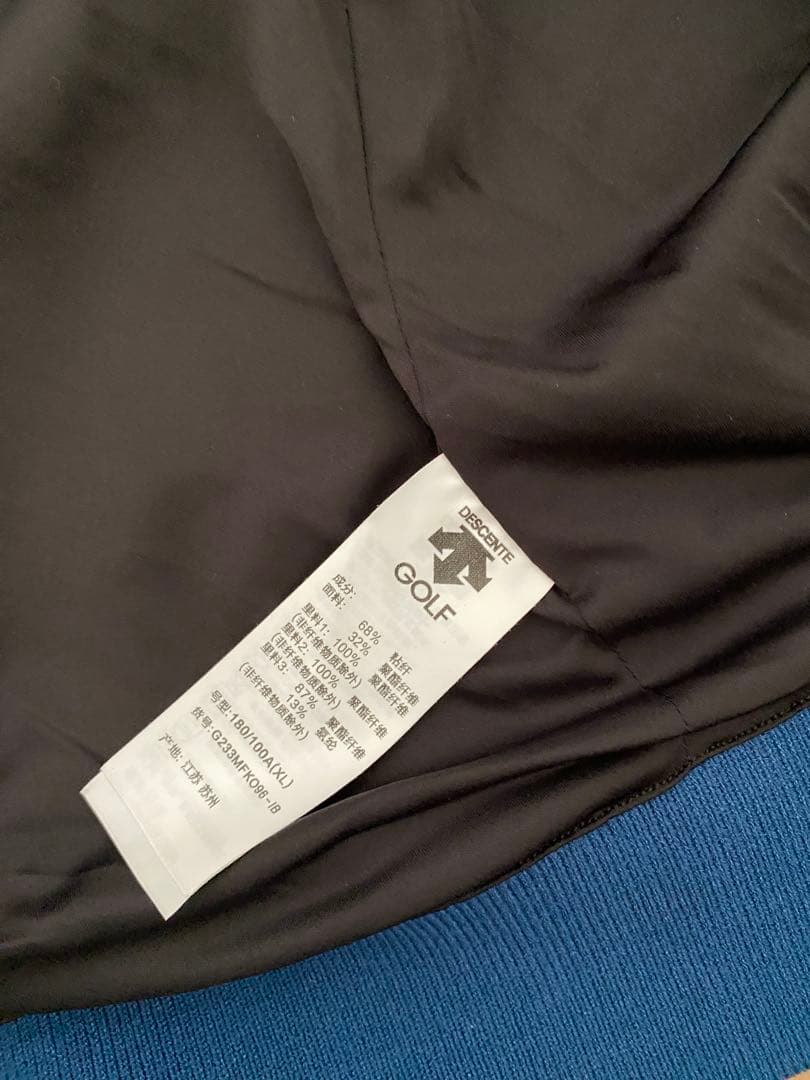 DESCENTE
GOLF
成分:
面料: 68% 粘纤
32% 聚酯纤维
里料1: 100% 聚酯纤维
(非纤维物质除外)
里料2: 100% 聚酯纤维
(非纤维物质除外)
里料3: 87% 聚酯纤维
13% 氨纶
(非纤维物质除外)
号型: 180/100A(XL)
货号: G233MFK096-IB
产地: 江苏 苏州